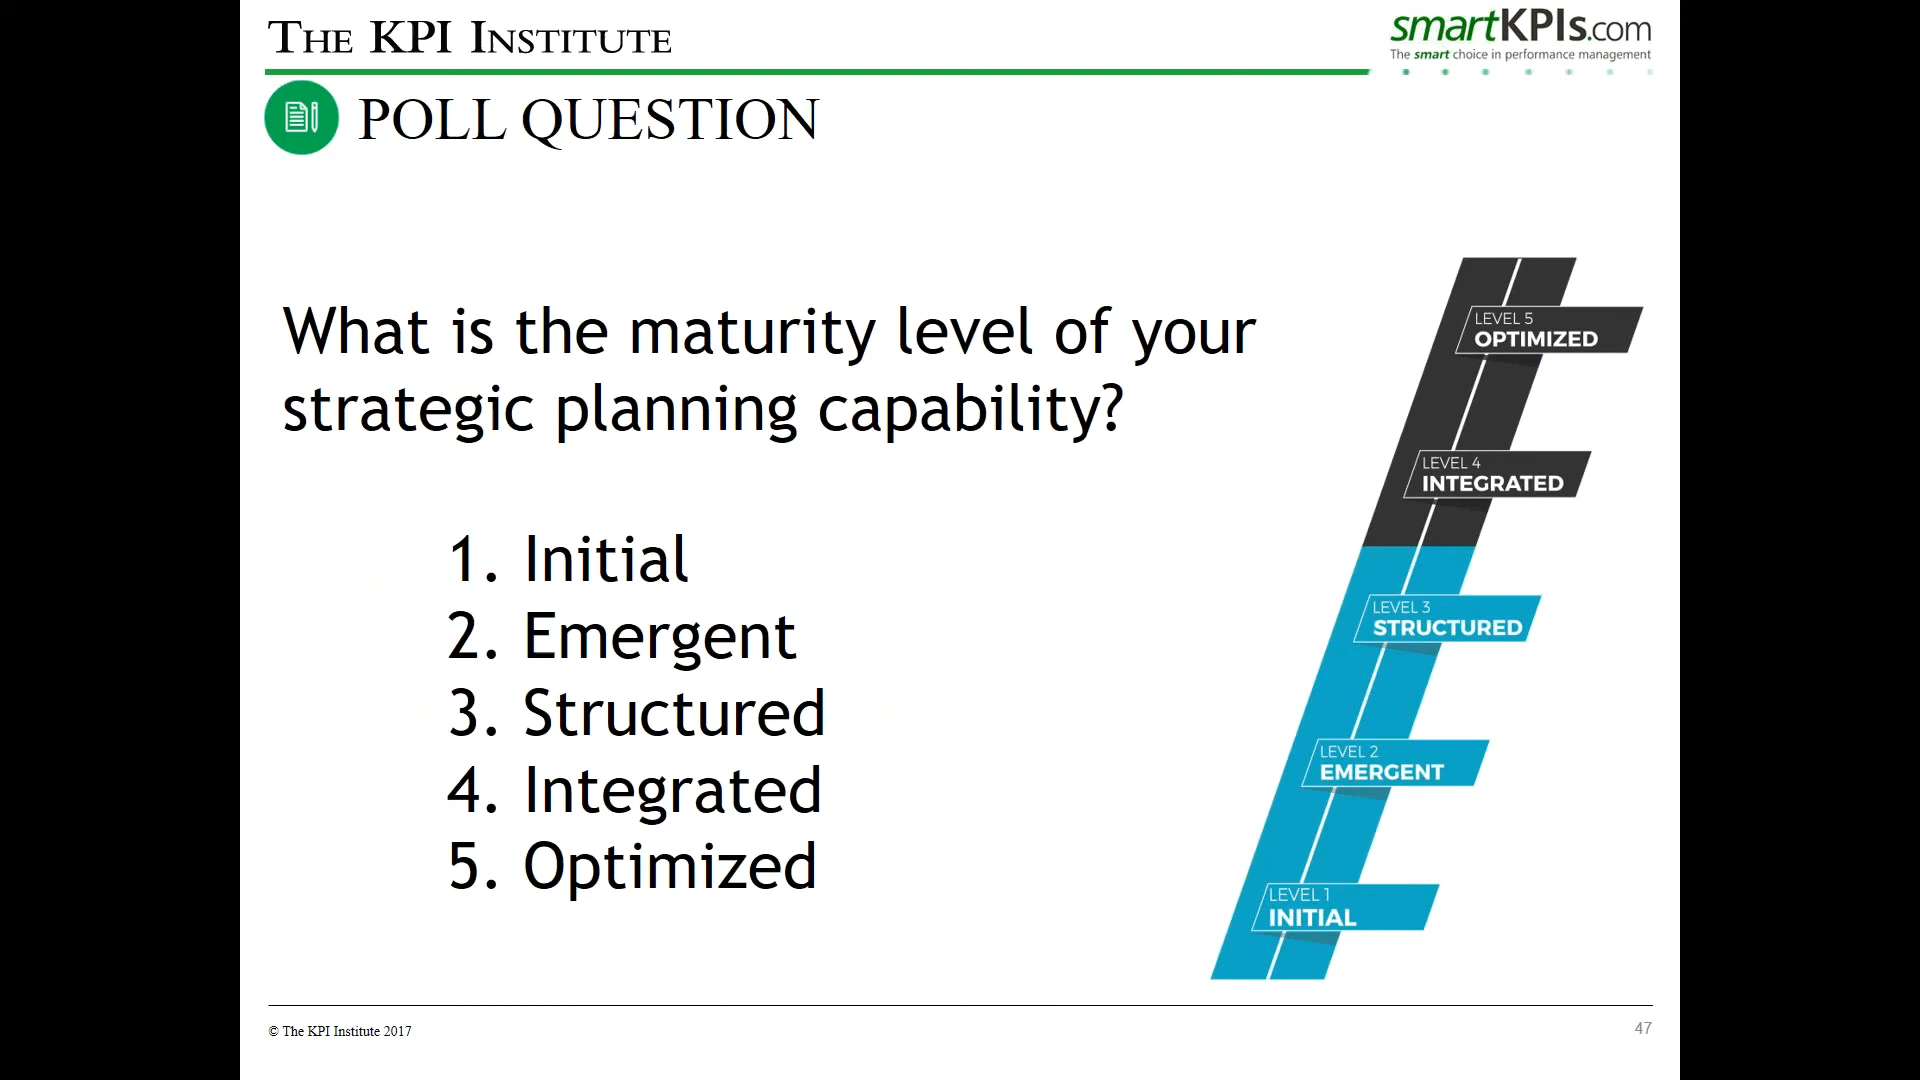 THE KPI INSTITUTE
smartKPIs.com
The smart choice in performance management
POLL QUESTION
What is the maturity level of your
strategic planning capability?
1. Initial
2. Emergent
3. Structured
4. Integrated
5. Optimized
LEVEL 5
OPTIMIZED
LEVEL 4
INTEGRATED
LEVEL 3
STRUCTURED
LEVEL 2
EMERGENT
LEVEL 1
INITIAL
© The KPI Institute 2017
47